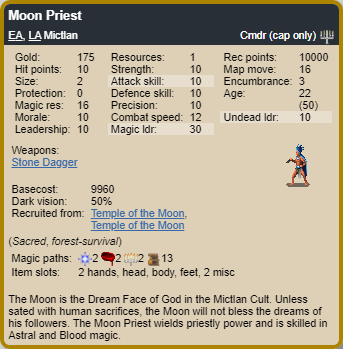 Moon Priest
EA, LA Mictlan Cmdr (cap only)
Gold: 175 Resources: 1 Rec points: 10000
Hit points: 10 Strength: 10 Map move: 16
Size: 2 Attack skill: 10 Encumbrance: 3
Protection: 0 Defence skill: 10 Age: 22
Magic res: 16 Precision: 10 (50)
Morale: 10 Combat speed: 12 Undead ldr: 10
Leadership: 10 Magic ldr: 30
Weapons:
Stone Dagger
Basecost: 9960
Dark vision: 50%
Recruited from: Temple of the Moon,
Temple of the Moon
(Sacred, forest-survival)
Magic paths: 2 2 2 13
Item slots: 2 hands, head, body, feet, 2 misc
The Moon is the Dream Face of God in the Mictlan Cult. Unless
sated with human sacrifices, the Moon will not bless the dreams of
his followers. The Moon Priest wields priestly power and is skilled in
Astral and Blood magic.